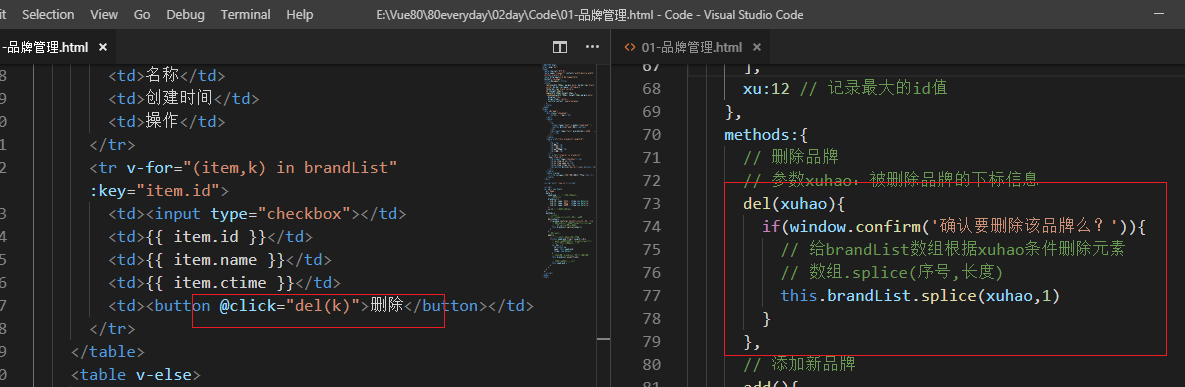 it Selection View Go Debug Terminal Help E:\Vue80\80everyday\02day\Code\01-品牌管理.html - Code - Visual Studio Code
-品牌管理.html ×
8 <td>名称</td>
9 <td>创建时间</td>
0 <td>操作</td>
1 </tr>
2 <tr v-for="(item,k) in brandList"
:key="item.id">
3 <td><input type="checkbox"></td>
4 <td>{{ item.id }}</td>
5 <td>{{ item.name }}</td>
6 <td>{{ item.ctime }}</td>
7 <td><button @click="del(k)">删除</button></td>
8 </tr>
9 </table>
0 <table v-else>
<> 01-品牌管理.html ×
67 ],
68 xu:12 // 记录最大的id值
69 },
70 methods:{
71 // 删除品牌
72 // 参数xuhao：被删除品牌的下标信息
73 del(xuhao){
74 if(window.confirm('确认要删除该品牌么？')){
75 // 给brandList数组根据xuhao条件删除元素
76 // 数组.splice(序号,长度)
77 this.brandList.splice(xuhao,1)
78 }
79 },
80 // 添加新品牌
81 add(){